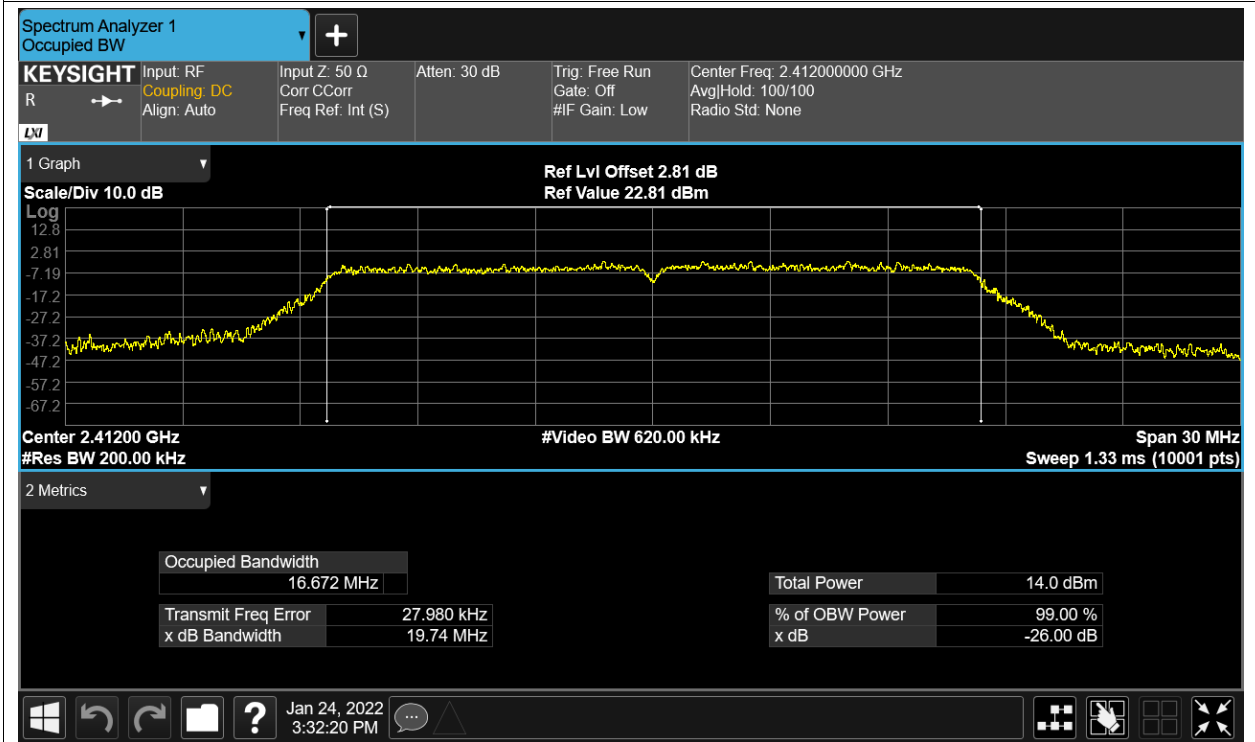 Spectrum Analyzer 1
Occupied BW
▼
+
KEYSIGHT Input: RF Input Z: 50 Ω Atten: 30 dB Trig: Free Run Center Freq: 2.412000000 GHz
R Coupling: DC Corr CCorr Gate: Off Avg|Hold: 100/100
Align: Auto Freq Ref: Int (S) #IF Gain: Low Radio Std: None
LXI
1 Graph ▼ Ref Lvl Offset 2.81 dB
Scale/Div 10.0 dB Ref Value 22.81 dBm
Log
12.8
2.81
-7.19
-17.2
-27.2
-37.2
-47.2
-57.2
-67.2
Center 2.41200 GHz #Video BW 620.00 kHz Span 30 MHz
#Res BW 200.00 kHz Sweep 1.33 ms (10001 pts)
2 Metrics ▼
Occupied Bandwidth
16.672 MHz Total Power 14.0 dBm
Transmit Freq Error 27.980 kHz % of OBW Power 99.00 %
x dB Bandwidth 19.74 MHz x dB -26.00 dB
? Jan 24, 2022
3:32:20 PM